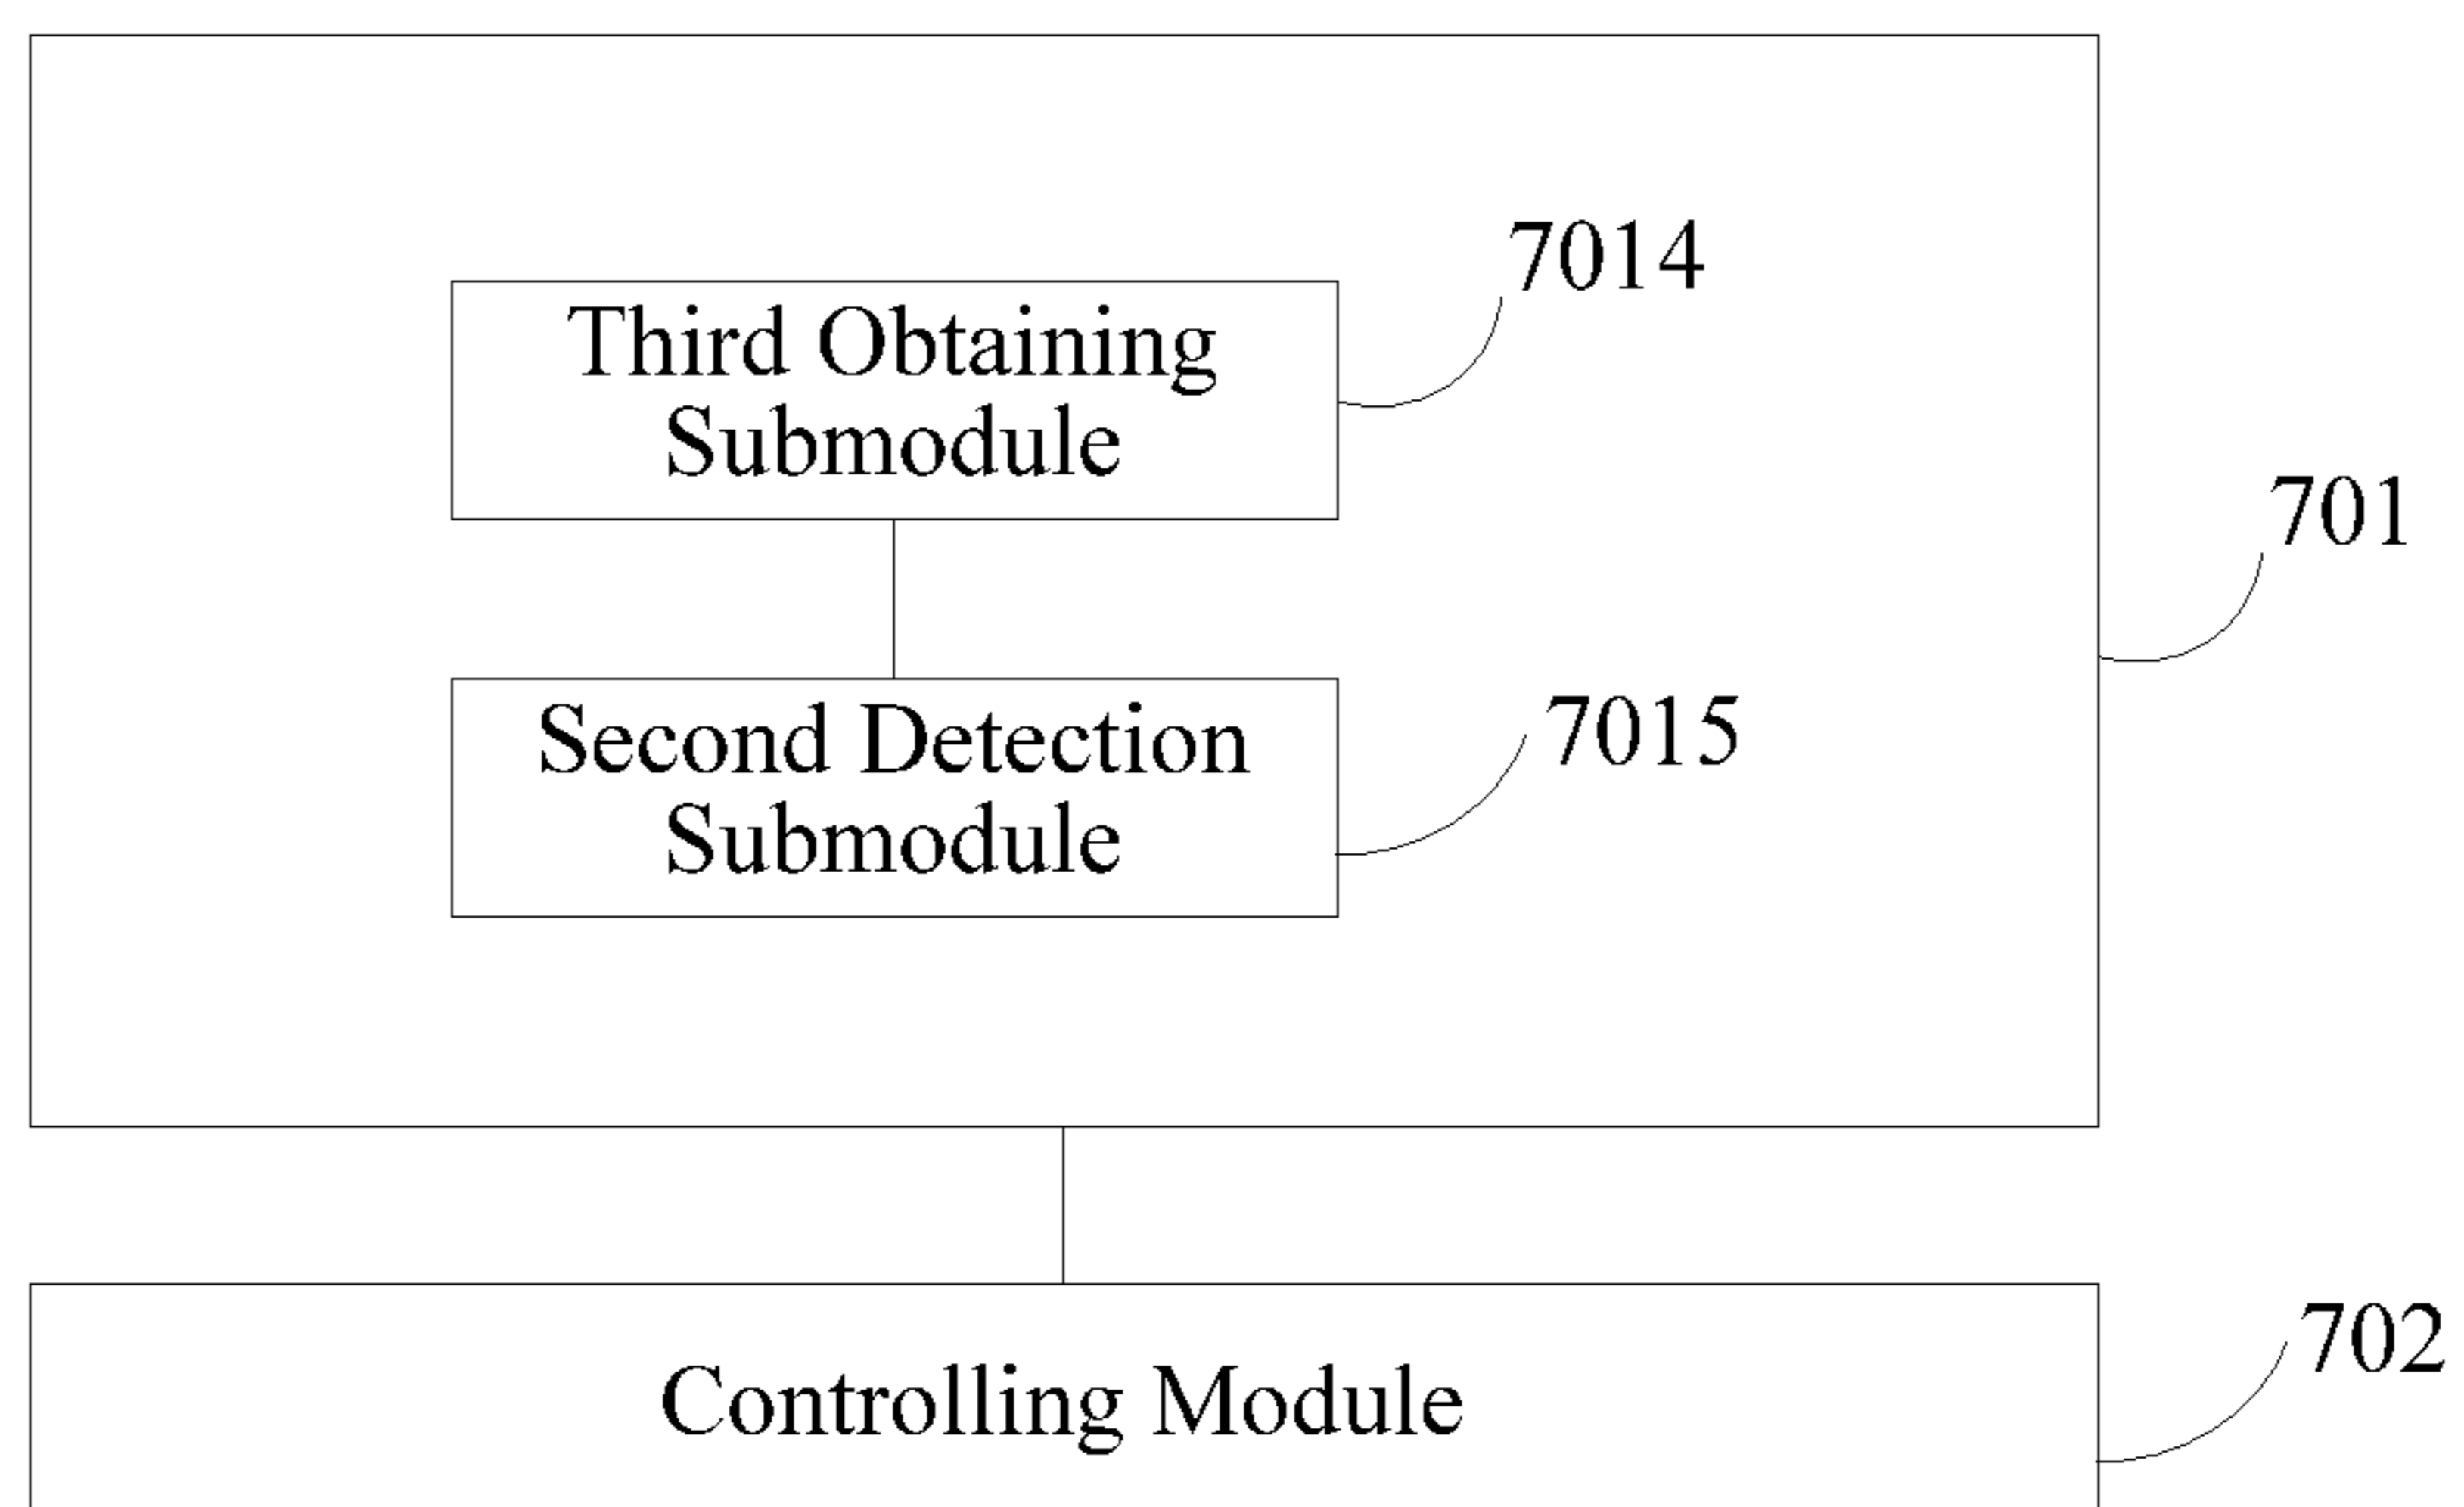 7014
Third Obtaining
Submodule
701
Second Detection
Submodule
7015
702
Controlling Module